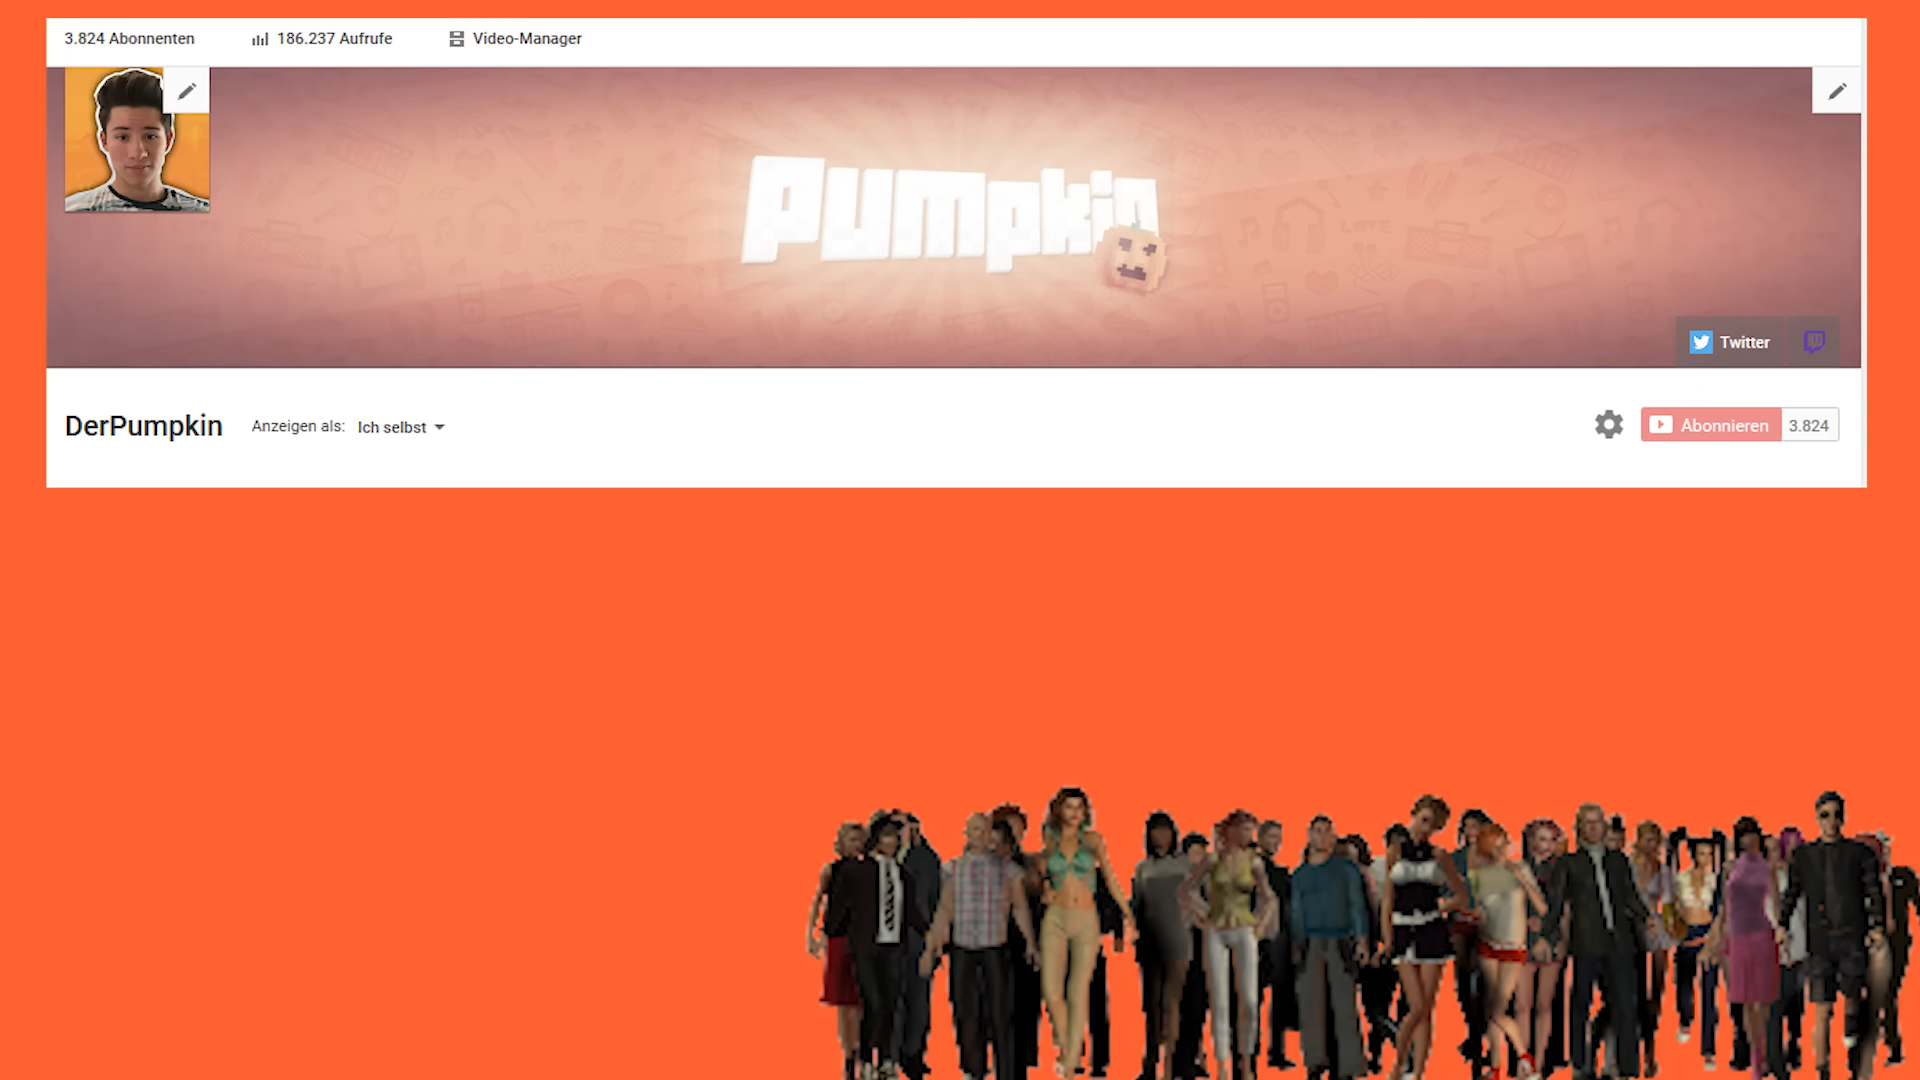 3.824 Abonnenten 186.237 Aufrufe Video-Manager
Pumpkin
Twitter
DerPumpkin Anzeigen als: Ich selbst Abonnieren 3.824